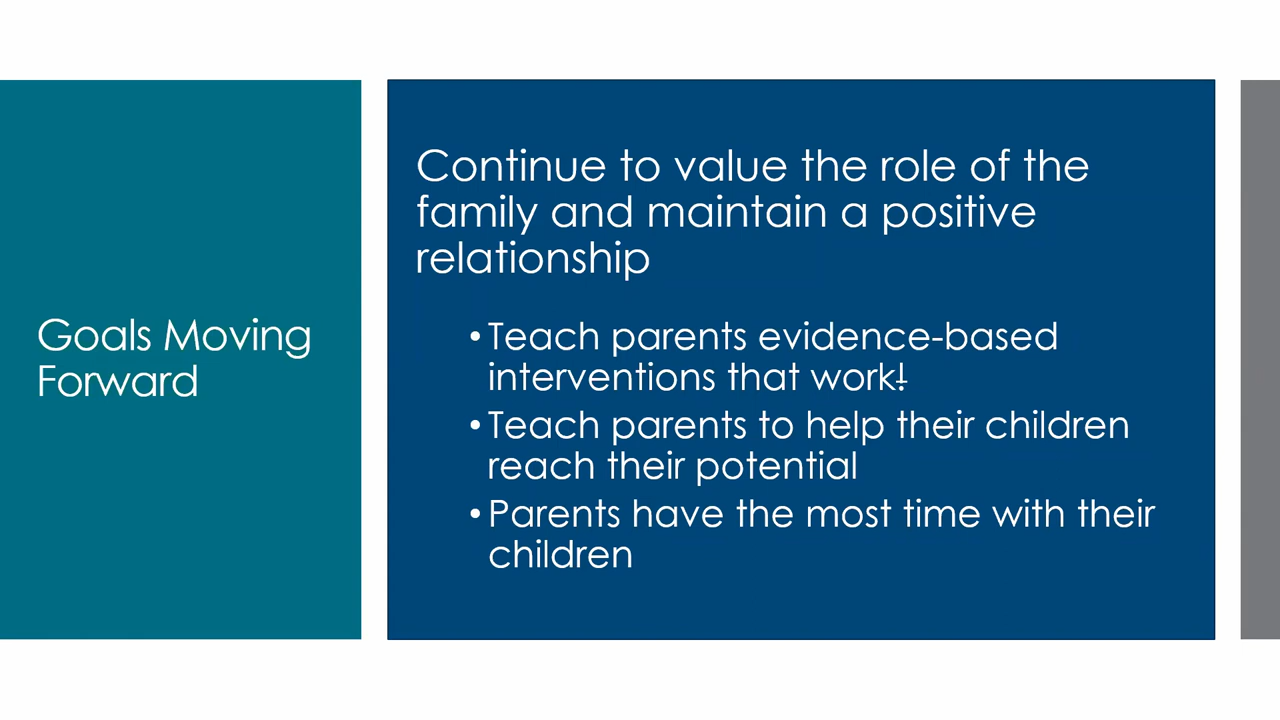 Goals Moving
Forward
Continue to value the role of the
family and maintain a positive
relationship
•Teach parents evidence-based
interventions that work!
•Teach parents to help their children
reach their potential
•Parents have the most time with their
children